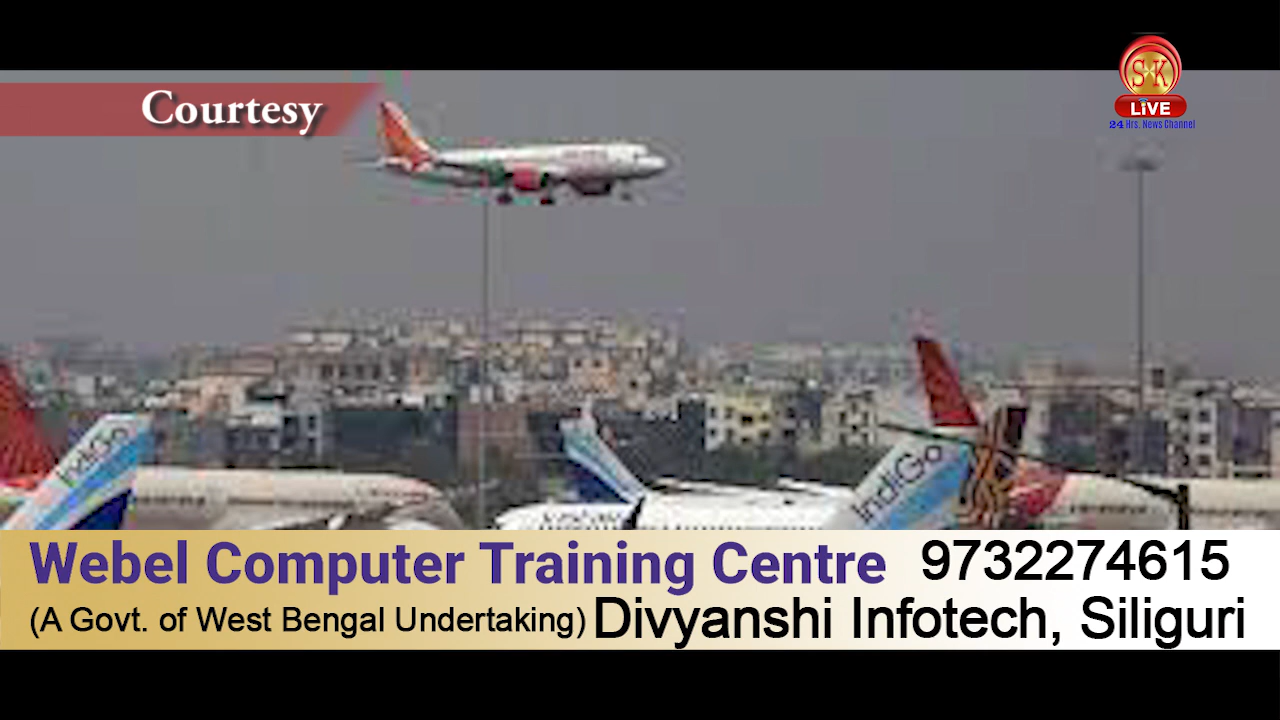 Courtesy
SK
LIVE
24 Hrs. News Channel
IndiGo
IndiGo
Webel Computer Training Centre 9732274615
(A Govt. of West Bengal Undertaking) Divyanshi Infotech, Siliguri